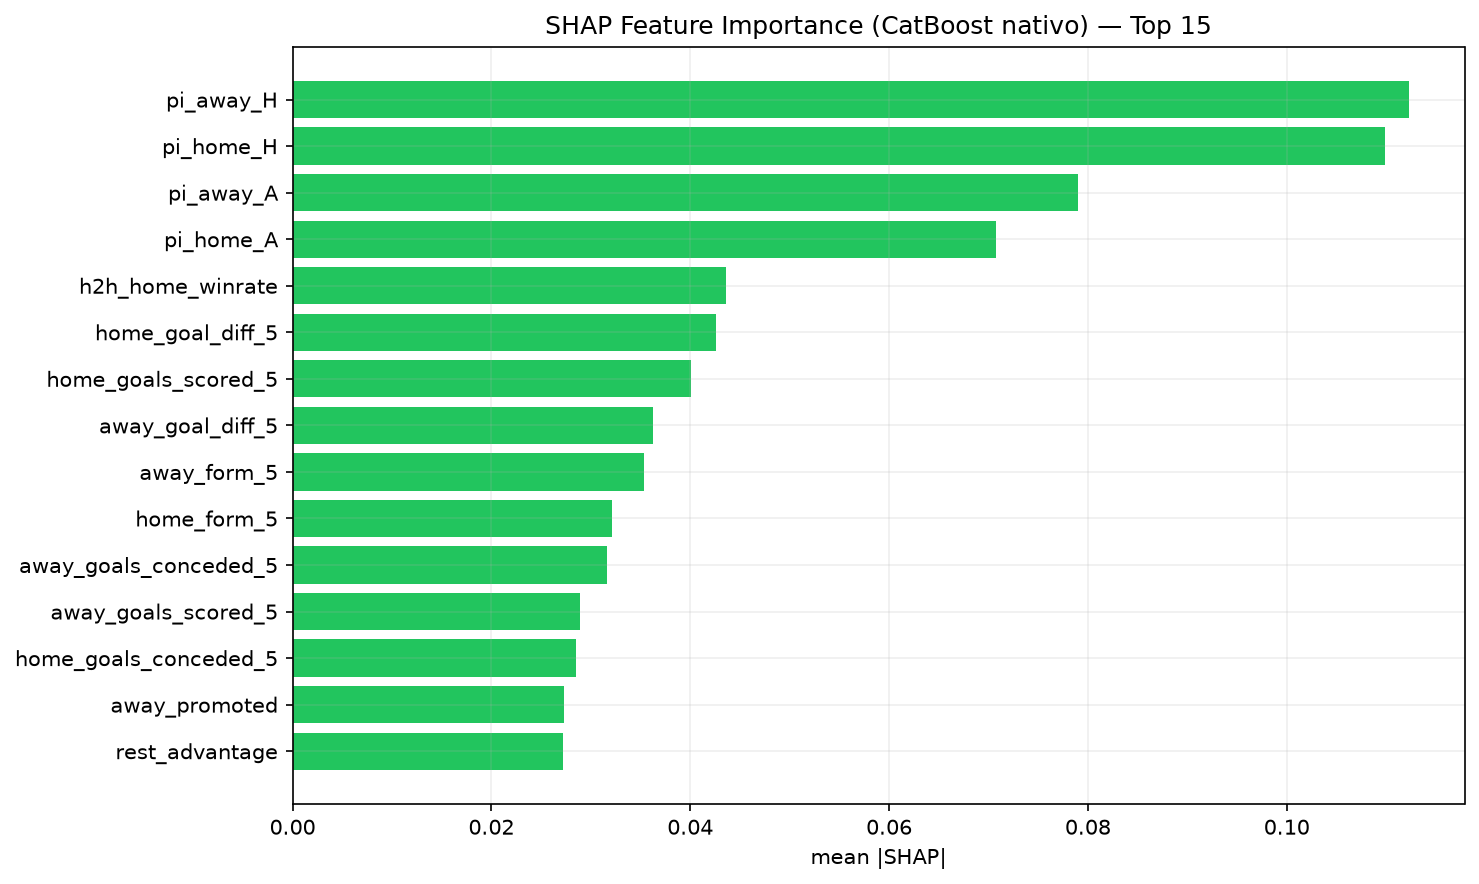 SHAP Feature Importance (CatBoost nativo) — Top 15
pi_away_H
pi_home_H
pi_away_A
pi_home_A
h2h_home_winrate
home_goal_diff_5
home_goals_scored_5
away_goal_diff_5
away_form_5
home_form_5
away_goals_conceded_5
away_goals_scored_5
home_goals_conceded_5
away_promoted
rest_advantage
0.00 0.02 0.04 0.06 0.08 0.10
mean |SHAP|